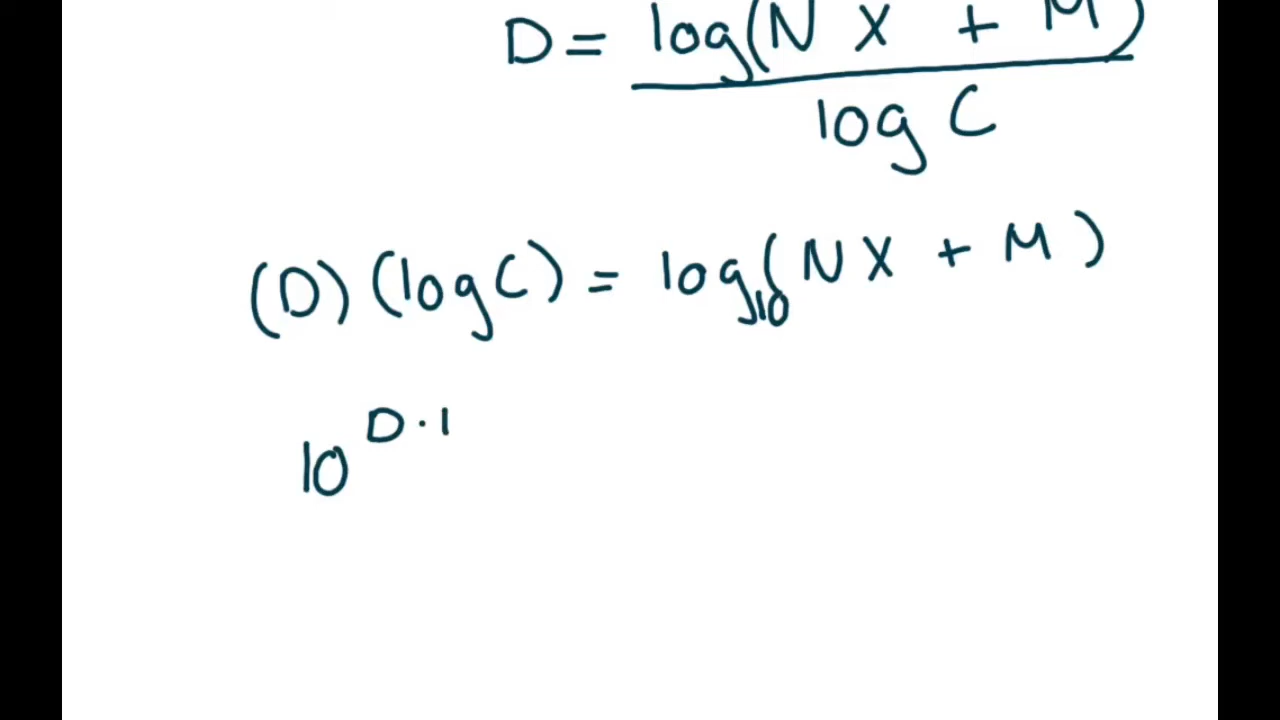 D = log(N X + M)
log C
(D) (log C) = log₁₀(N X + M)
10^D · l